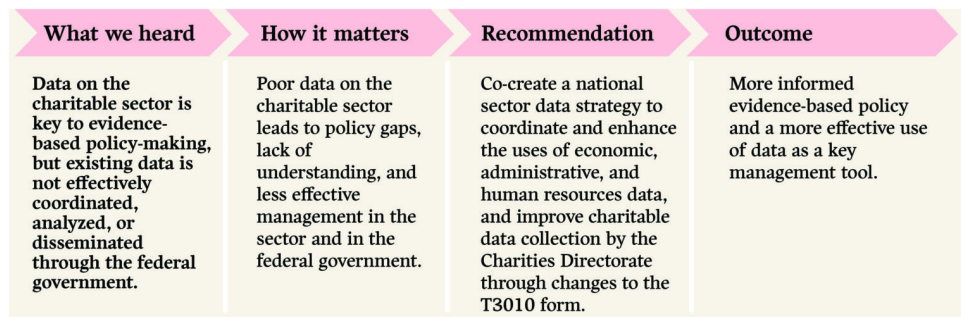 What we heard
How it matters
Recommendation
Outcome
Data on the
charitable sector is
key to evidence-
based policy-making,
but existing data is
not effectively
coordinated,
analyzed, or
disseminated
through the federal
government.
Poor data on the
charitable sector
leads to policy gaps,
lack of
understanding, and
less effective
management in the
sector and in the
federal government.
Co-create a national
sector data strategy to
coordinate and enhance
the uses of economic,
administrative, and
human resources data,
and improve charitable
data collection by the
Charities Directorate
through changes to the
T3010 form.
More informed
evidence-based policy
and a more effective use
of data as a key
management tool.